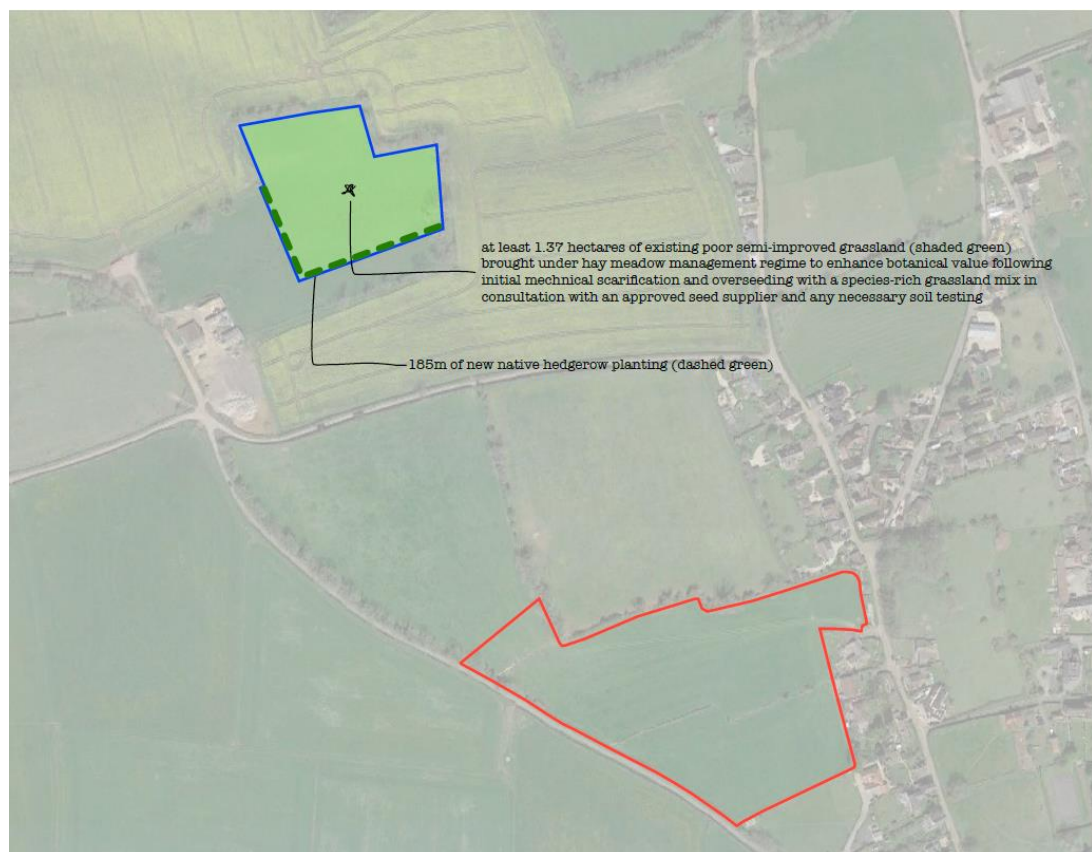 at least 1.37 hectares of existing poor semi-improved grassland (shaded green)
brought under hay meadow management regime to enhance botanical value following
initial mechnical scarification and overseeding with a species-rich grassland mix in
consultation with an approved seed supplier and any necessary soil testing
185m of new native hedgerow planting (dashed green)